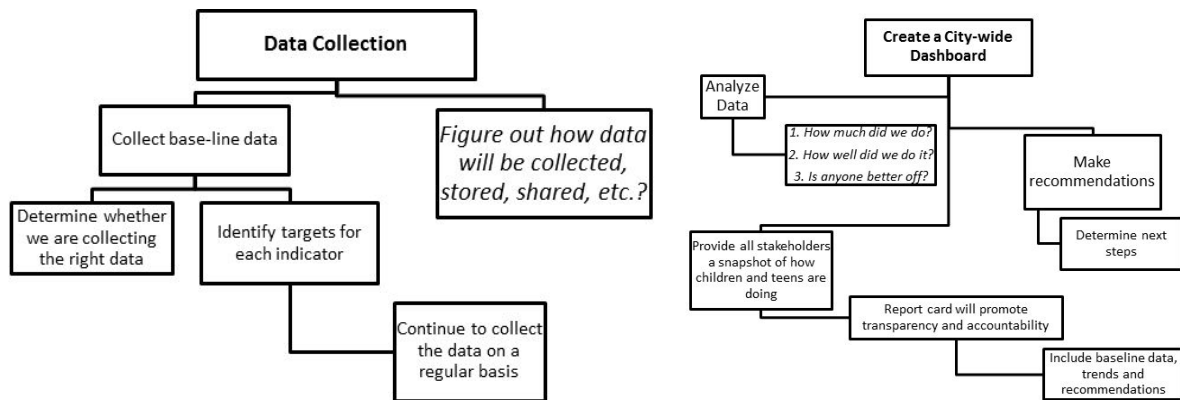 Data Collection
Collect base-line data
Figure out how data
will be collected,
stored, shared, etc.?
Determine whether
we are collecting
the right data
Identify targets for
each indicator
Continue to collect
the data on a
regular basis
Create a City-wide
Dashboard
Analyze
Data
1. How much did we do?
2. How well did we do it?
3. Is anyone better off?
Make
recommendations
Determine next
steps
Provide all stakeholders
a snapshot of how
children and teens are
doing
Report card will promote
transparency and accountability
Include baseline data,
trends and
recommendations